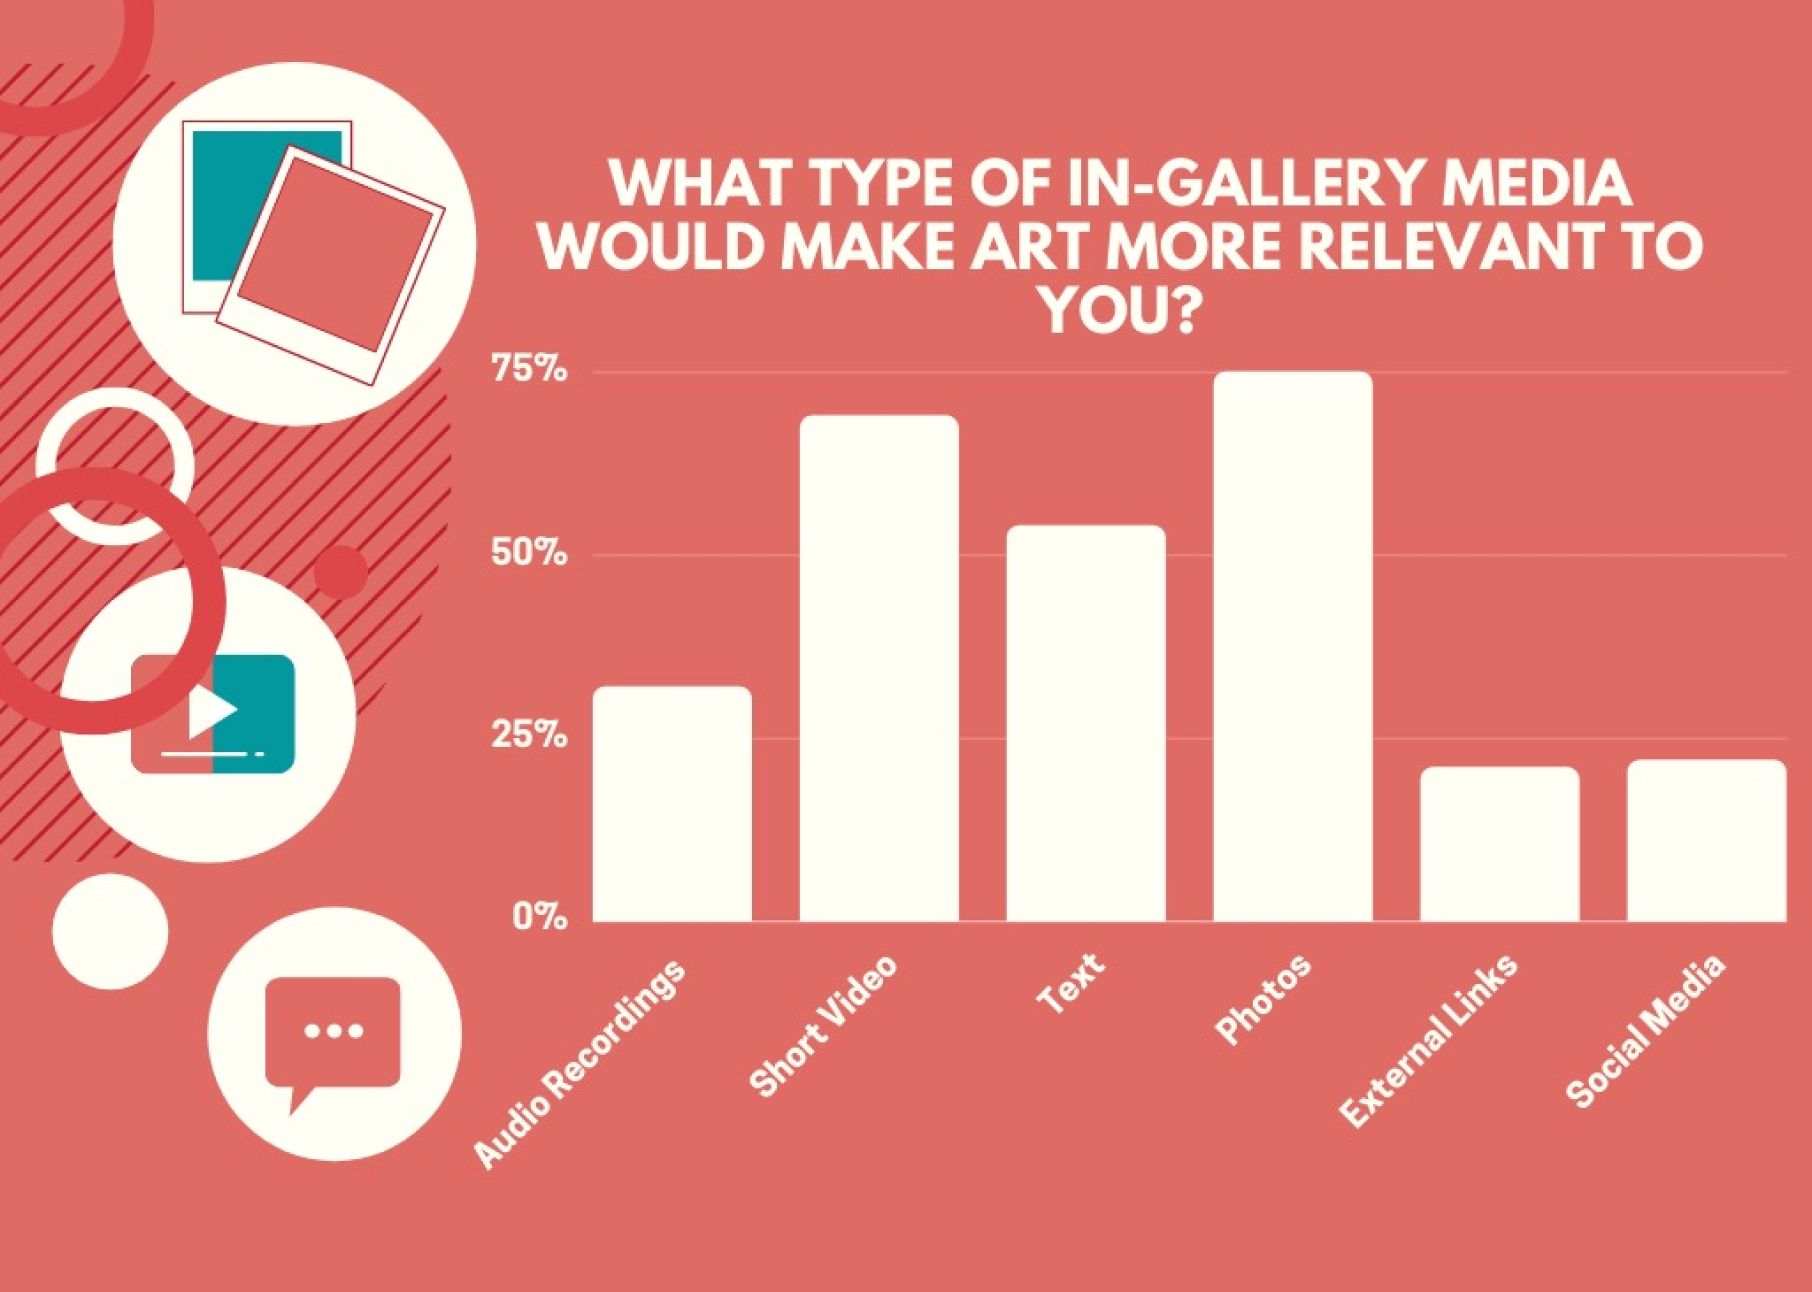 WHAT TYPE OF IN-GALLERY MEDIA
WOULD MAKE ART MORE RELEVANT TO
YOU?
75%
50%
25%
0%
Audio Recordings
Short Video
Text
Photos
External Links
Social Media